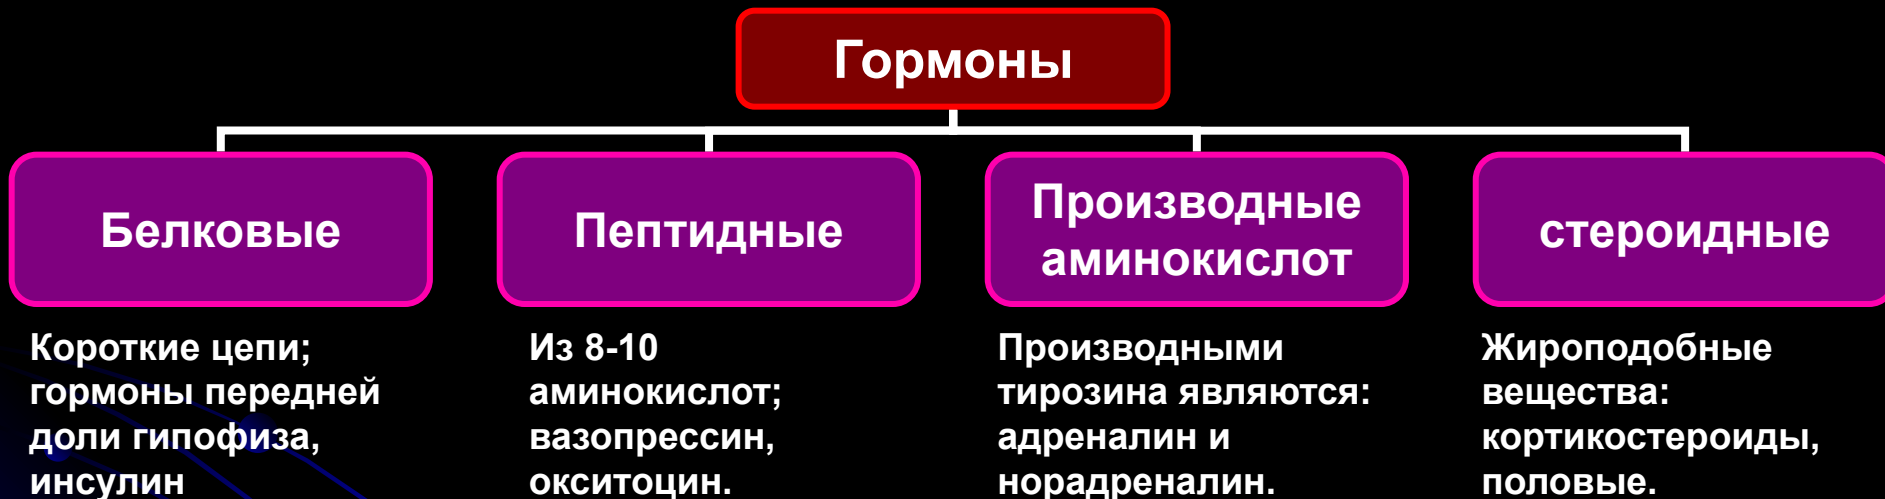 Гормоны
Белковые
Пептидные
Производные
аминокислот
стероидные
Короткие цепи;
гормоны передней
доли гипофиза,
инсулин
Из 8-10
аминокислот;
вазопрессин,
окситоцин.
Производными
тирозина являются:
адреналин и
норадреналин.
Жироподобные
вещества:
кортикостероиды,
половые.